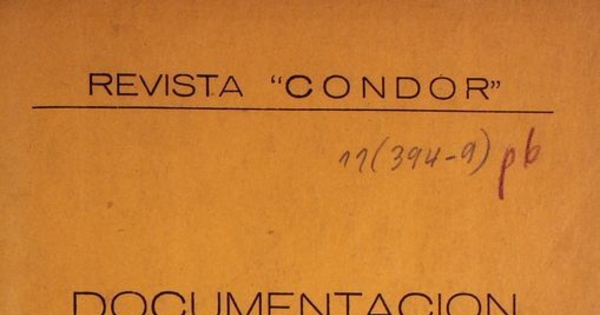 REVISTA “CONDOR”
11(394-9) pb
DOCUMENTACION